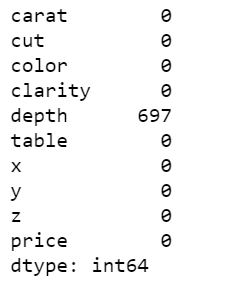 carat 0
cut 0
color 0
clarity 0
depth 697
table 0
x 0
y 0
z 0
price 0
dtype: int64